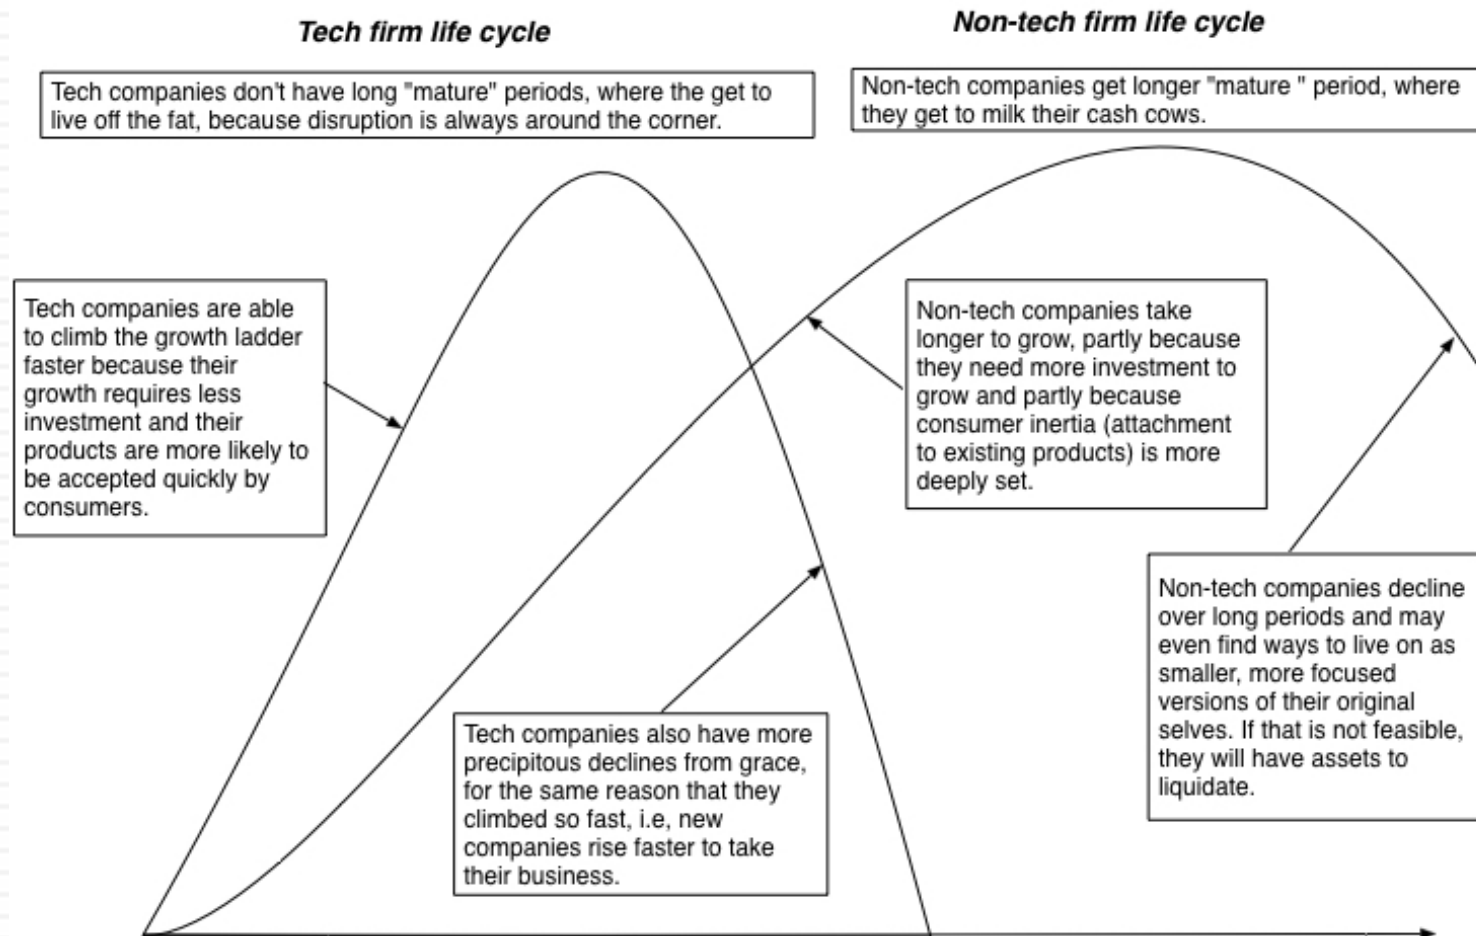 Tech firm life cycle
Non-tech firm life cycle
Tech companies don't have long "mature" periods, where the get to
live off the fat, because disruption is always around the corner.
Non-tech companies get longer "mature " period, where
they get to milk their cash cows.
Tech companies are able
to climb the growth ladder
faster because their
growth requires less
investment and their
products are more likely to
be accepted quickly by
consumers.
Non-tech companies take
longer to grow, partly because
they need more investment to
grow and partly because
consumer inertia (attachment
to existing products) is more
deeply set.
Tech companies also have more
precipitous declines from grace,
for the same reason that they
climbed so fast, i.e, new
companies rise faster to take
their business.
Non-tech companies decline
over long periods and may
even find ways to live on as
smaller, more focused
versions of their original
selves. If that is not feasible,
they will have assets to
liquidate.